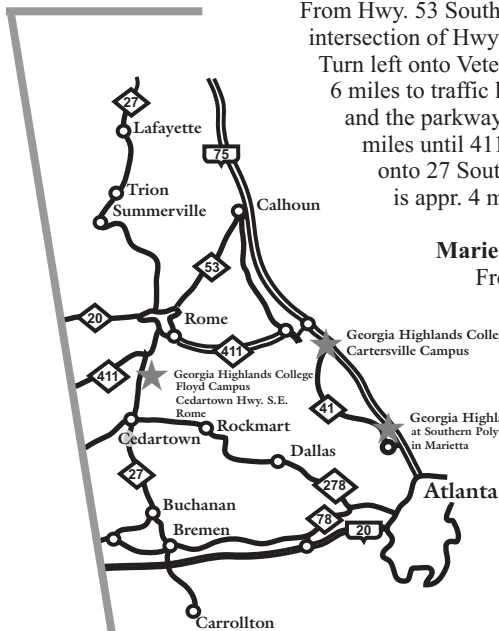 From Hwy. 53 South
intersection of Hwy
Turn left onto Vete
6 miles to traffic
and the parkway
miles until 411
onto 27 Sout
is appr. 4 m
Marie
Fro
27
Lafayette
75
Trion
Summerville
Calhoun
53
20
Rome
411
411
Georgia Highlands Colleg
Cartersville Campus
Georgia Highlands College
Floyd Campus
Cedartown Hwy. S.E.
Rome
41
Georgia Highla
at Southern Poly
in Marietta
Cedartown
Rockmart
Dallas
27
278
Atlanta
Buchanan
78
20
Bremen
Carrollton